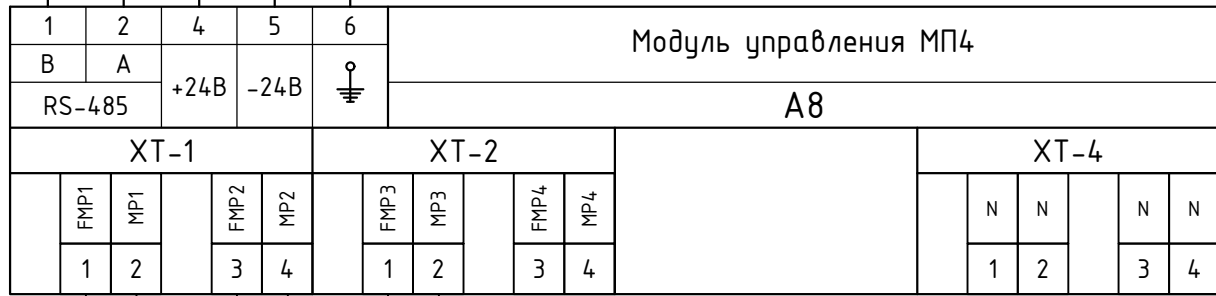 1 2 4 5 6 Модуль управления МП4
B A +24В -24В
RS-485 A8
XT-1 XT-2 XT-4
FMP1 MP1 FMP2 MP2 FMP3 MP3 FMP4 MP4 N N N N
1 2 3 4 1 2 3 4 1 2 3 4